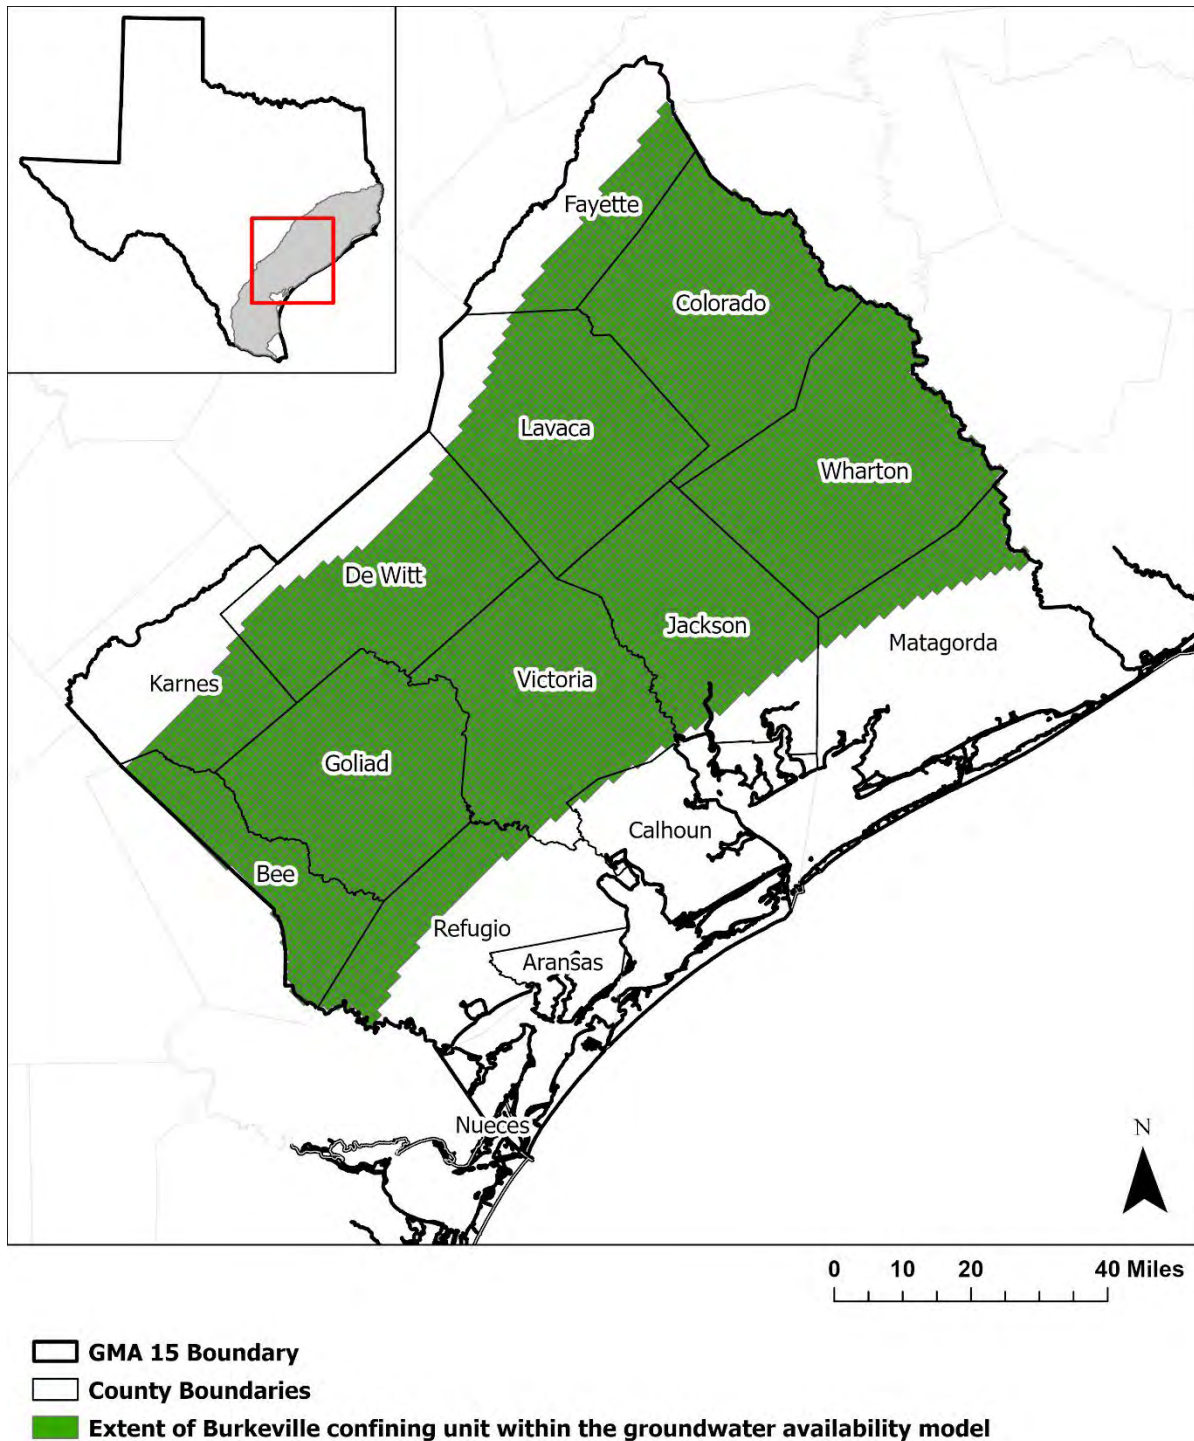 Fayette
Colorado
Lavaca
Wharton
De Witt
Jackson
Matagorda
Karnes
Victoria
Goliad
Calhoun
Bee
Refugio
Aransas
Nueces
N
0 10 20 40 Miles
GMA 15 Boundary
County Boundaries
Extent of Burkeville confining unit within the groundwater availability model